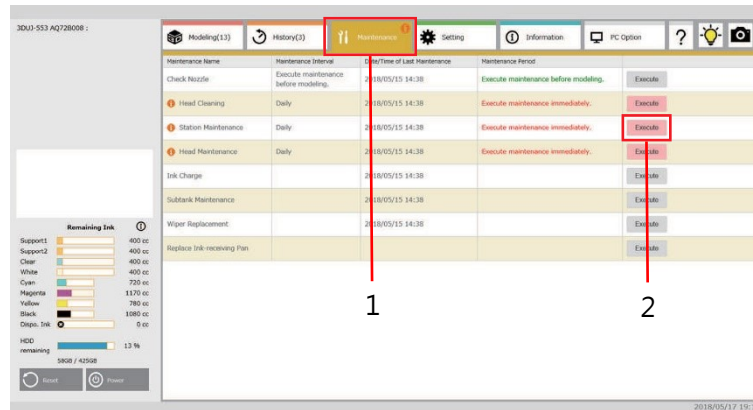 3DUJ-553 AQ72B008 :
Modeling(13)
History(3)
Maintenance
Setting
Information
PC Option
?
Maintenance Name Maintenance Interval Date/Time of Last Maintenance Maintenance Period
Check Nozzle Execute maintenance before modeling. 2018/05/15 14:38 Execute maintenance before modeling. Execute
Head Cleaning Daily 2018/05/15 14:38 Execute maintenance immediately. Execute
Station Maintenance Daily 2018/05/15 14:38 Execute maintenance immediately. Execute
Head Maintenance Daily 2018/05/15 14:38 Execute maintenance immediately. Execute
Ink Charge 2018/05/15 14:38 Execute
Subtank Maintenance 2018/05/15 14:38 Execute
Wiper Replacement 2018/05/15 14:38 Execute
Replace Ink-receiving Pan 2018/05/15 14:38 Execute
1
2
Remaining Ink
Support1 400 cc
Support2 400 cc
Clear 400 cc
White 400 cc
Cyan 720 cc
Magenta 1170 cc
Yellow 780 cc
Black 1080 cc
Dispo. Ink 0 cc
HDD
remaining 13 %
58GB / 425GB
Reset
Power
2018/05/17 19: